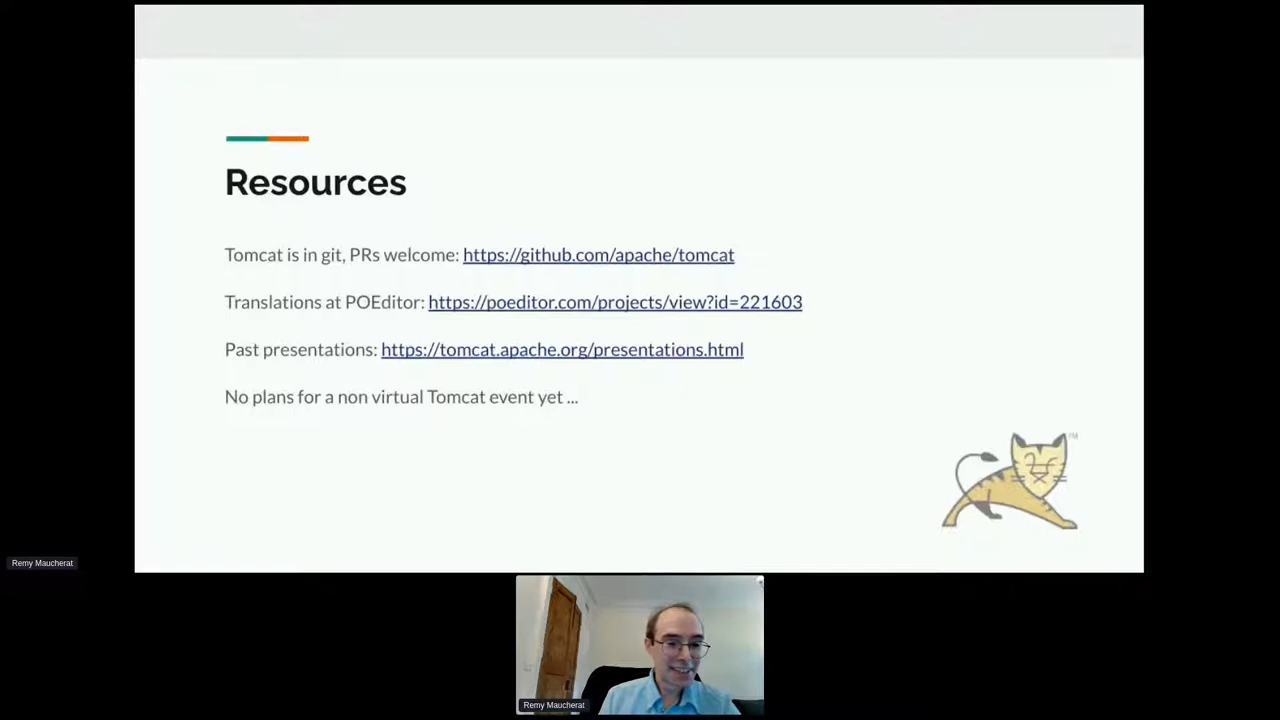 Resources
Tomcat is in git, PRs welcome: https://github.com/apache/tomcat
Translations at POEditor: https://poeditor.com/projects/view?id=221603
Past presentations: https://tomcat.apache.org/presentations.html
No plans for a non virtual Tomcat event yet ...
TM
Remy Maucherat
Remy Maucherat